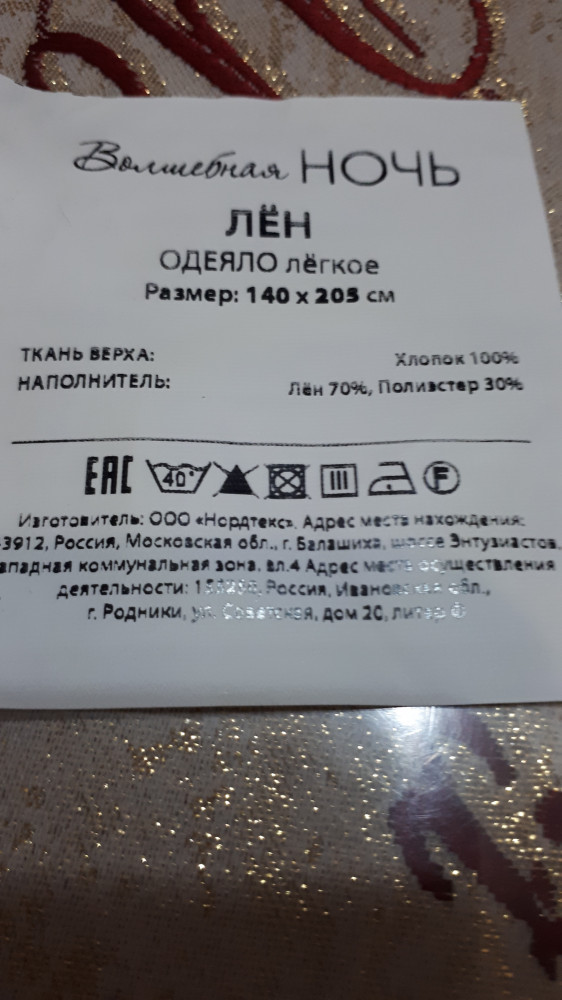 Волшебная НОЧЬ
ЛЁН
ОДЕЯЛО лёгкое
Размер: 140 x 205 см
ТКАНЬ ВЕРХА: Хлопок 100%
НАПОЛНИТЕЛЬ: Лён 70%, Полиэстер 30%
EAC 40° F
Изготовитель: ООО «Нордтекс». Адрес места нахождения:
3912, Россия, Московская обл., г. Балашиха, шоссе Энтузиастов,
ападная коммунальная зона, вл.4 Адрес места осуществления
деятельности: Россия, Ивановская обл.,
г. Родники, ул. Советская, дом 20, литер